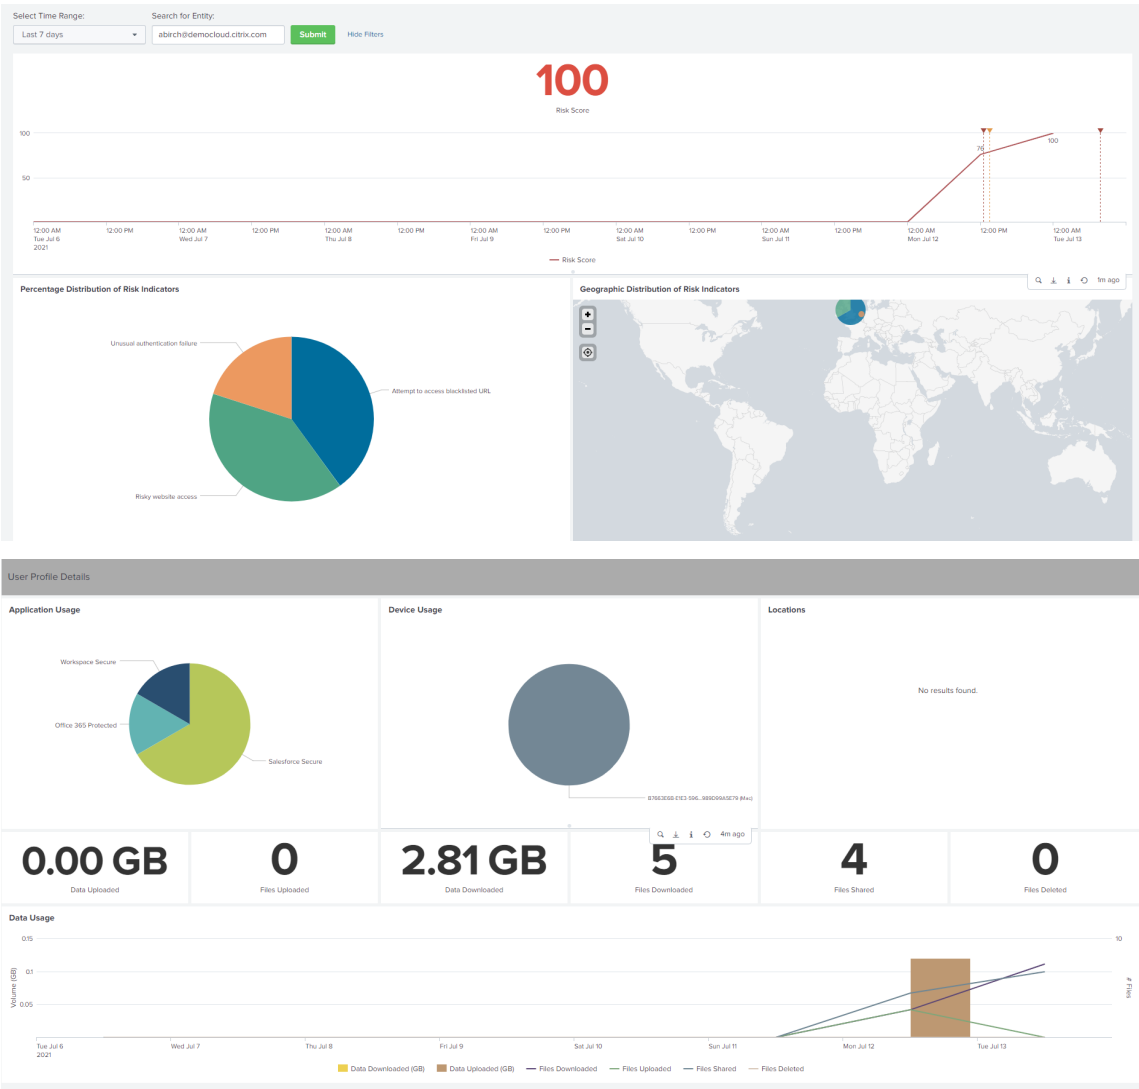 Select Time Range:
Search for Entity:
Last 7 days
abirch@democloud.citrix.com
Submit
Hide Filters
100
Risk Score
100
50
76
100
12:00 AM
Tue Jul 6
2021
12:00 PM
12:00 AM
Wed Jul 7
12:00 PM
12:00 AM
Thu Jul 8
12:00 PM
12:00 AM
Fri Jul 9
12:00 PM
12:00 AM
Sat Jul 10
12:00 PM
12:00 AM
Sun Jul 11
12:00 PM
12:00 AM
Mon Jul 12
12:00 PM
12:00 AM
Tue Jul 13
Risk Score
1m ago
Percentage Distribution of Risk Indicators
Unusual authentication failure
Attempt to access blacklisted URL
Risky website access
Geographic Distribution of Risk Indicators
User Profile Details
Application Usage
Workspace Secure
Office 365 Protected
Salesforce Secure
Device Usage
4m ago
Locations
No results found.
0.00 GB
Data Uploaded
0
Files Uploaded
2.81 GB
Data Downloaded
5
Files Downloaded
4
Files Shared
0
Files Deleted
Data Usage
0.15
0.1
0.05
Volume (GB)
10
# Files
Tue Jul 6
2021
Wed Jul 7
Thu Jul 8
Fri Jul 9
Sat Jul 10
Sun Jul 11
Mon Jul 12
Tue Jul 13
Data Downloaded (GB)
Data Uploaded (GB)
Files Downloaded
Files Uploaded
Files Shared
Files Deleted